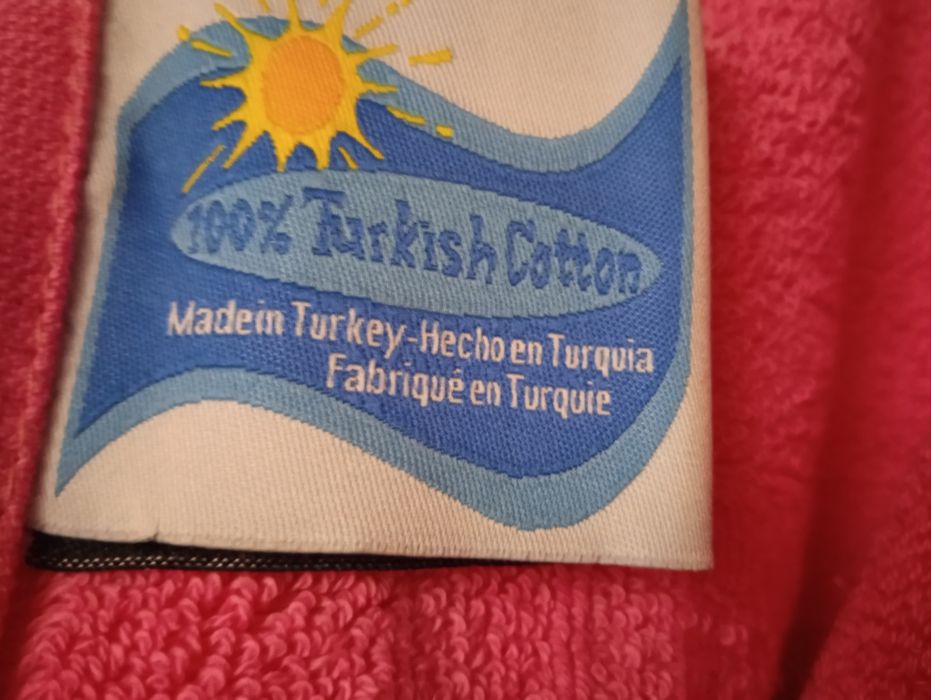 100% Turkish Cotton
Made in Turkey-Hecho en Turquia
Fabriqué en Turquie